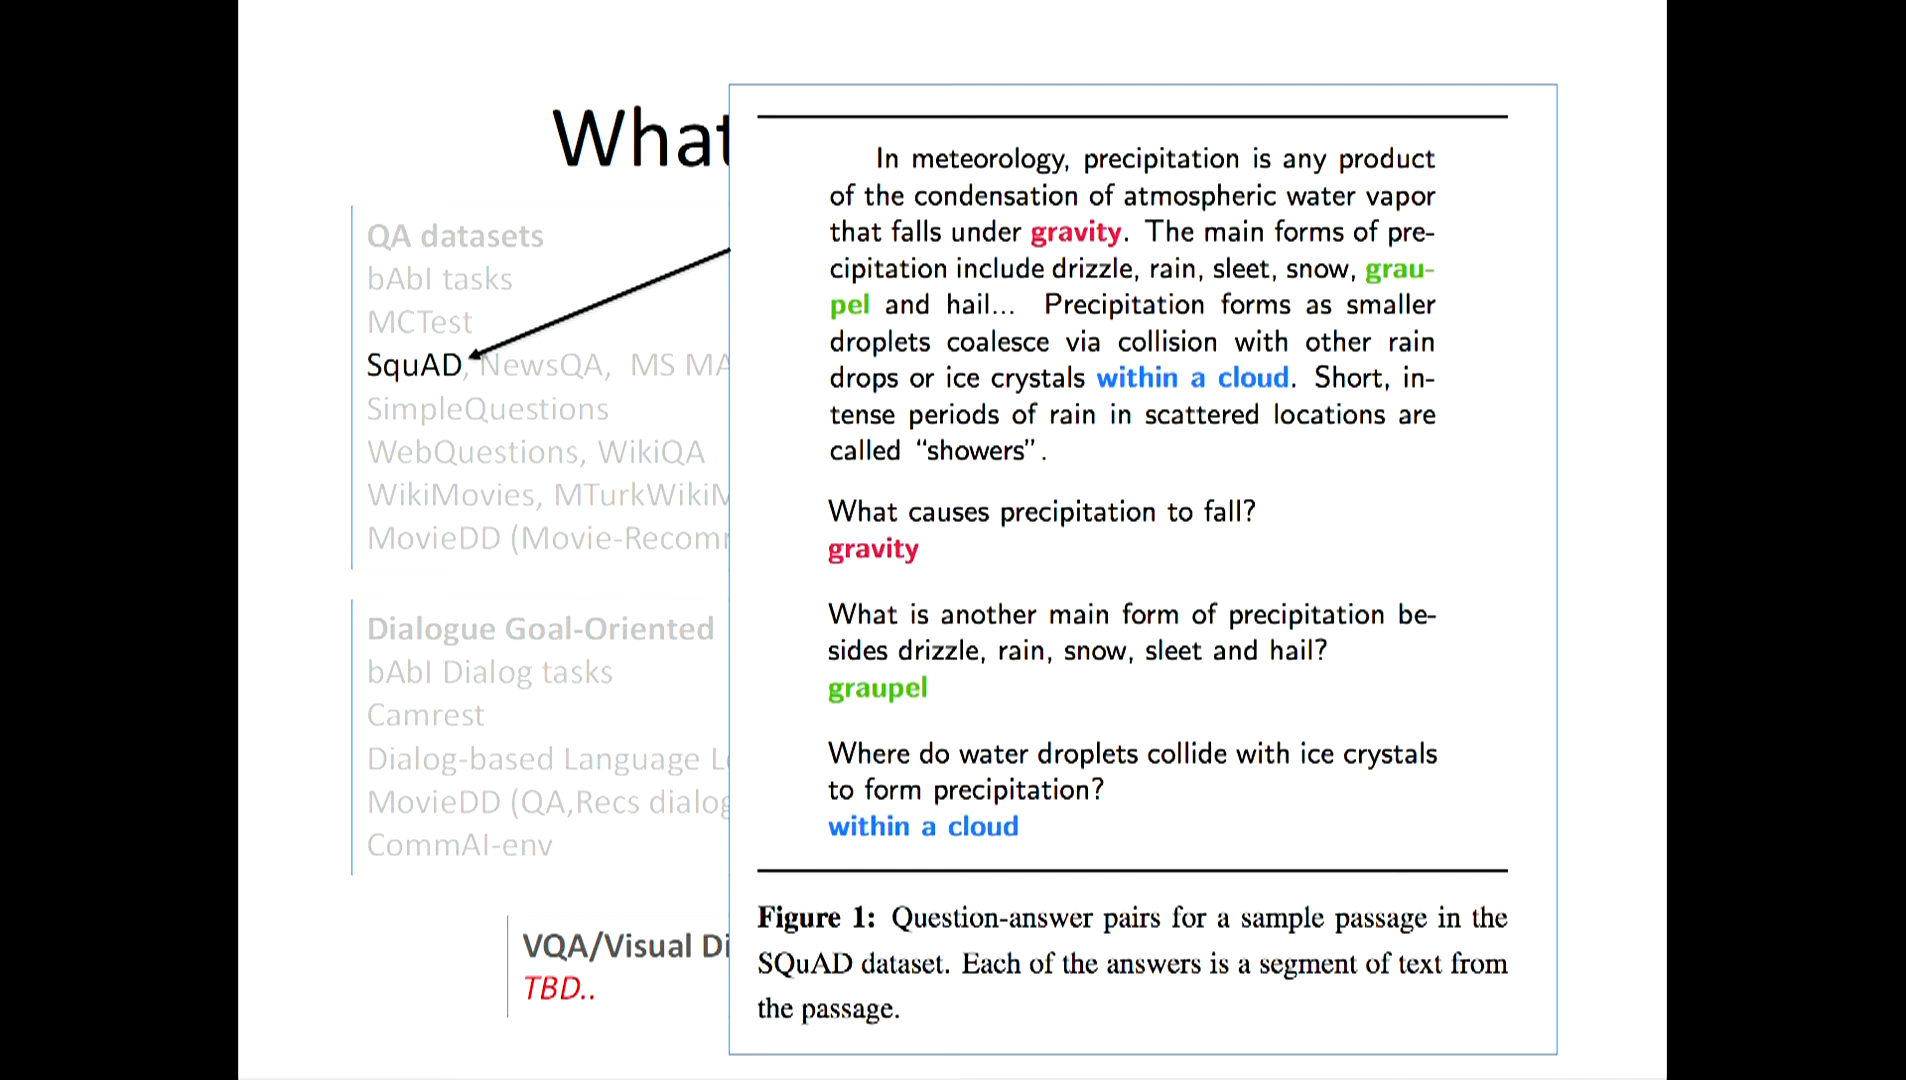 What
QA datasets
bAbI tasks
MCTest
SquAD, NewsQA, MS MA
SimpleQuestions
WebQuestions, WikiQA
WikiMovies, MTurkWikiM
MovieDD (Movie-Recom
Dialogue Goal-Oriented
bAbI Dialog tasks
Camrest
Dialog-based Language L
MovieDD (QA,Recs dialog
CommAI-env
VQA/Visual Di
TBD..
In meteorology, precipitation is any product
of the condensation of atmospheric water vapor
that falls under gravity. The main forms of pre-
cipitation include drizzle, rain, sleet, snow, grau-
pel and hail... Precipitation forms as smaller
droplets coalesce via collision with other rain
drops or ice crystals within a cloud. Short, in-
tense periods of rain in scattered locations are
called “showers”.
What causes precipitation to fall?
gravity
What is another main form of precipitation be-
sides drizzle, rain, snow, sleet and hail?
graupel
Where do water droplets collide with ice crystals
to form precipitation?
within a cloud
Figure 1: Question-answer pairs for a sample passage in the
SQuAD dataset. Each of the answers is a segment of text from
the passage.